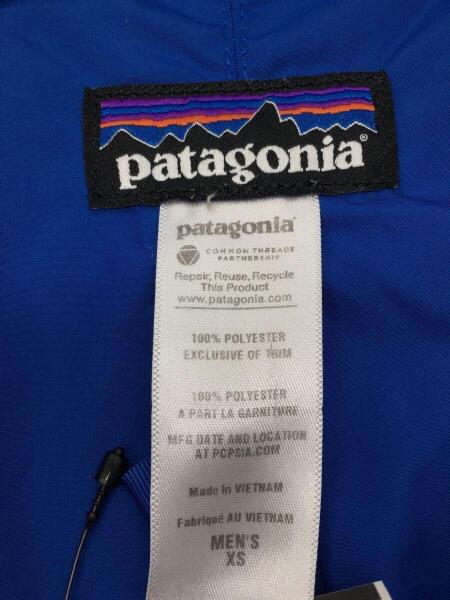 patagonia®
patagonia®
COMMON THREADS
PARTNERSHIP
Repair, Reuse, Recycle
This Product
www.patagonia.com
100% POLYESTER
EXCLUSIVE OF TRIM
100% POLYESTER
A PART LA GARNITURE
MFG DATE AND LOCATION
AT PCPSIA.COM
Made in VIETNAM
Fabriqué AU VIETNAM
MEN'S
XS